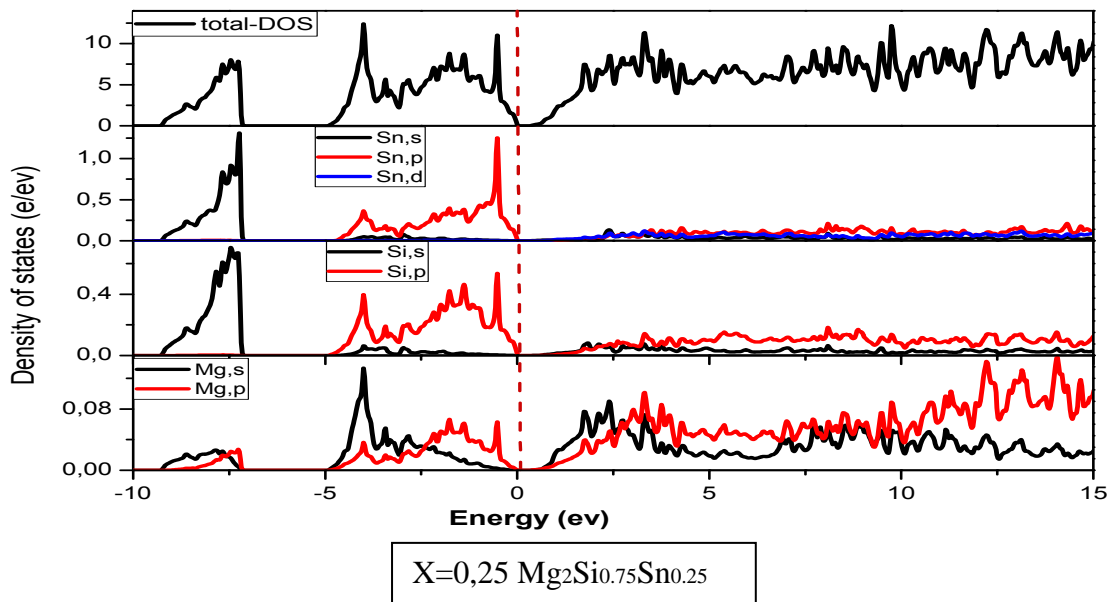 Density of states (e/ev)
total-DOS
10
5
0
Sn,s
Sn,p
Sn,d
1,0
0,5
0,0
Si,s
Si,p
0,4
0,0
Mg,s
Mg,p
0,08
0,00
-10 -5 0 5 10 15
Energy (ev)
X=0,25 Mg₂Si₀.₇₅Sn₀.₂₅